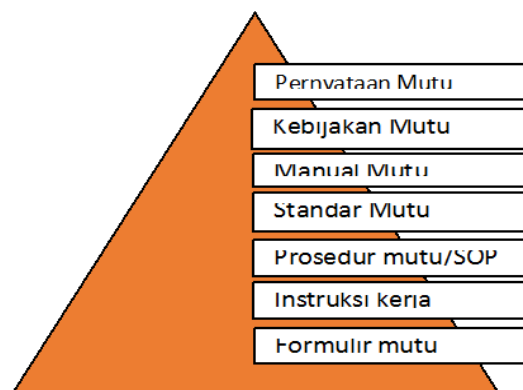 Pernyataan Mutu
Kebijakan Mutu
Manual Mutu
Standar Mutu
Prosedur mutu/SOP
Instruksi kerja
Formulir mutu